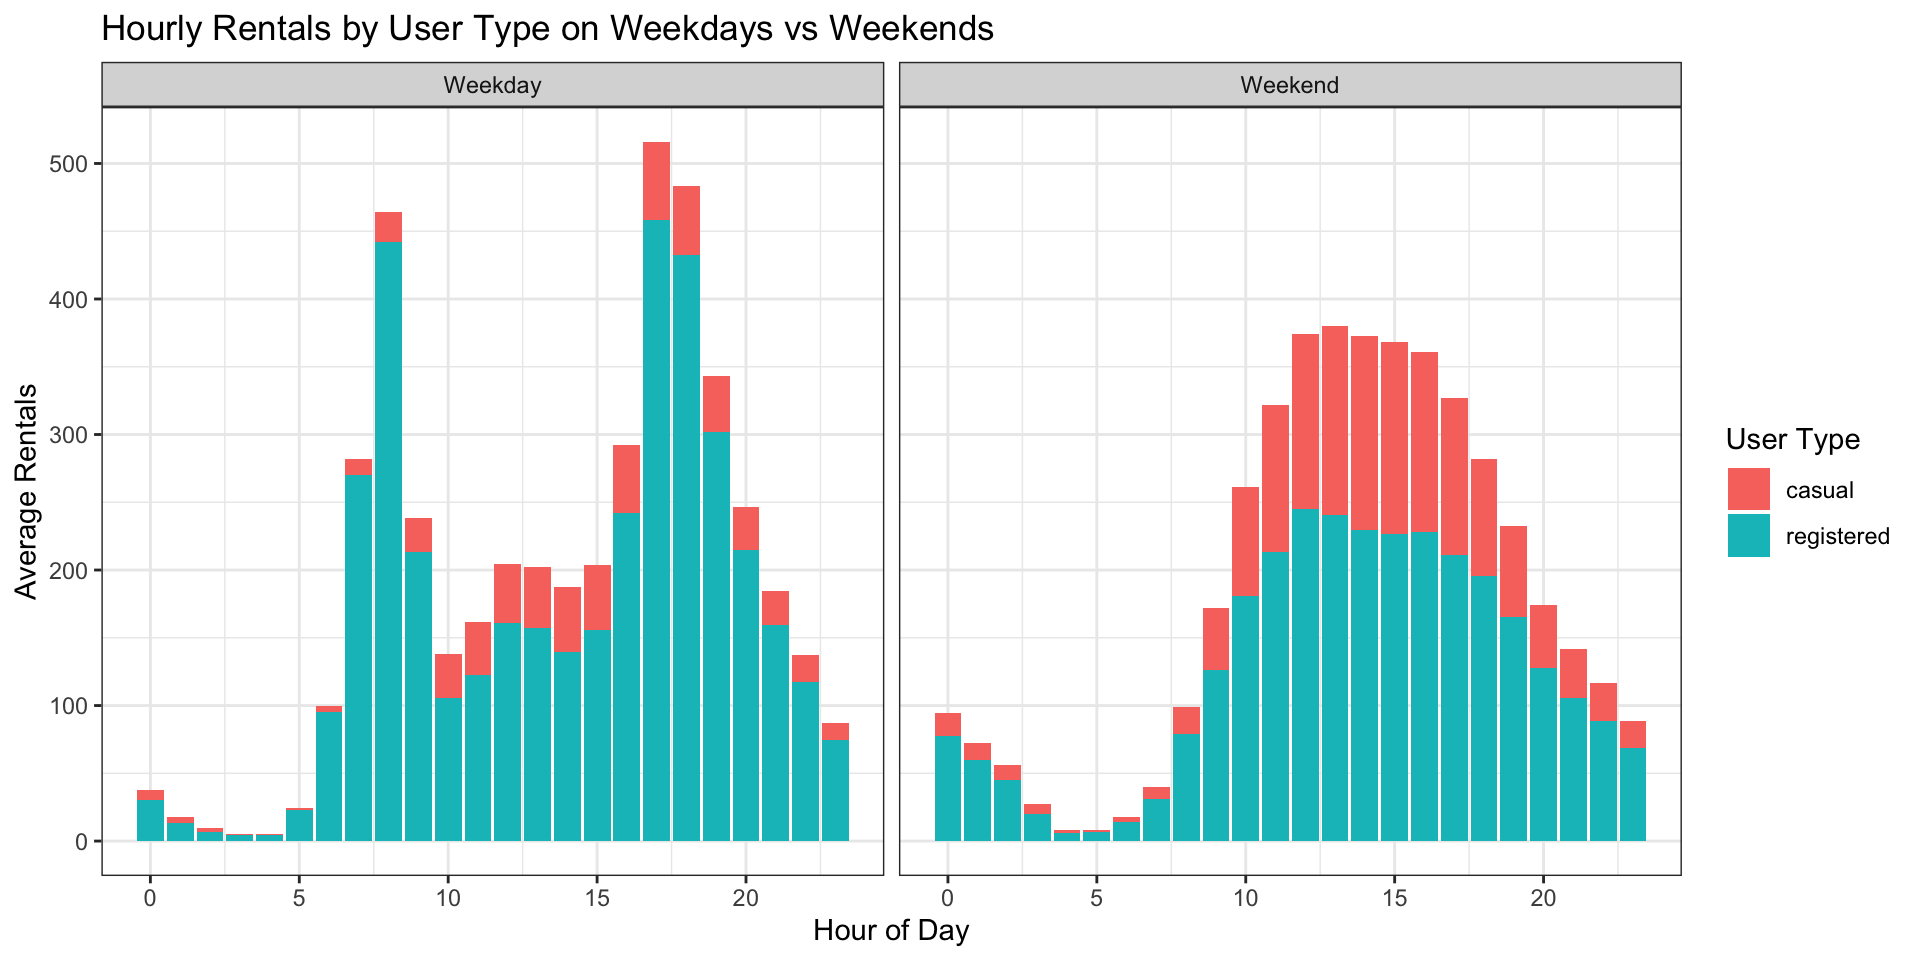 Hourly Rentals by User Type on Weekdays vs Weekends
Weekday
Weekend
500
400
300
200
100
0
Average Rentals
0 5 10 15 20
0 5 10 15 20
Hour of Day
User Type
casual
registered